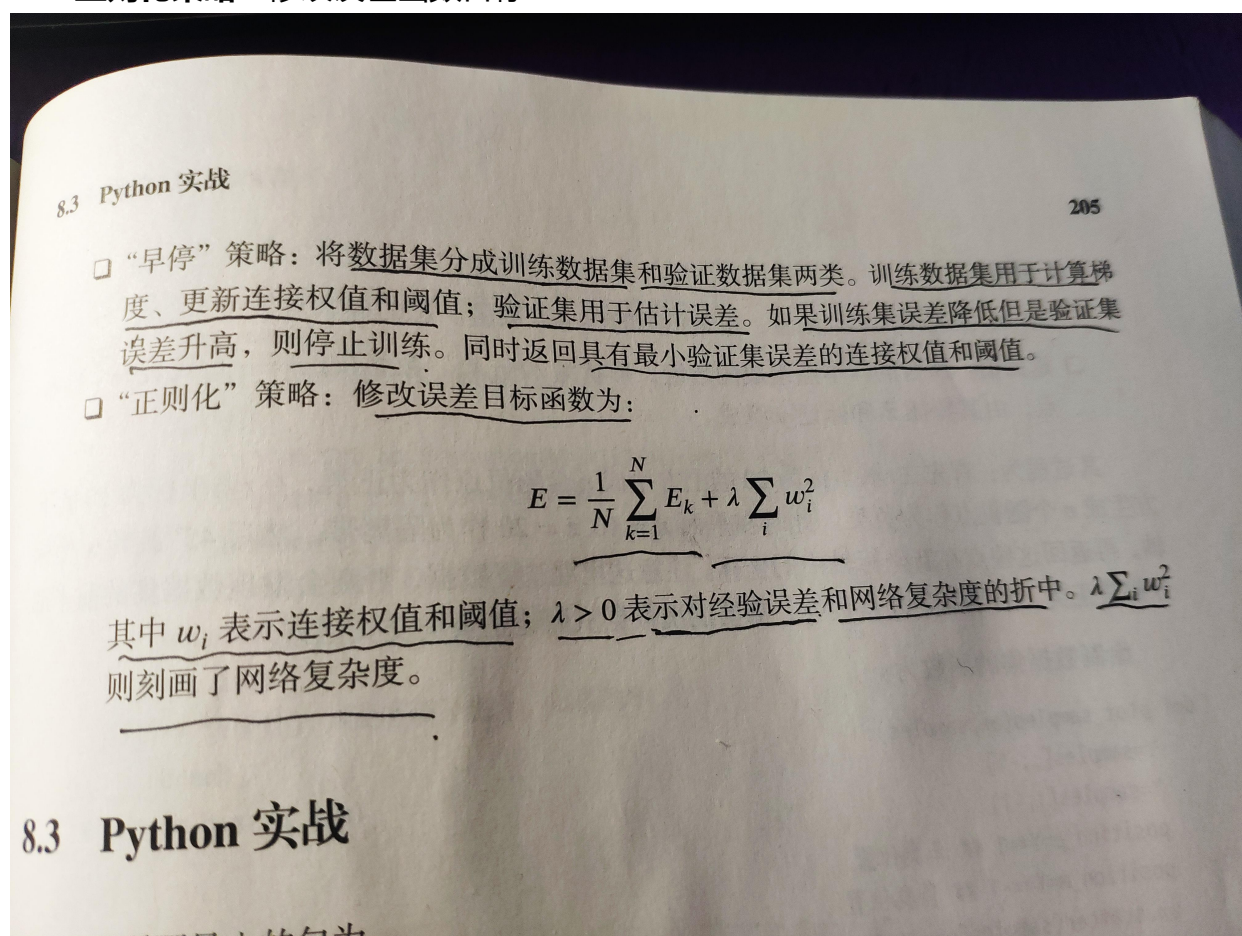 8.3 Python 实战
205
❑ “早停”策略：将数据集分成训练数据集和验证数据集两类。训练数据集用于计算梯
度、更新连接权值和阈值；验证集用于估计误差。如果训练集误差降低但是验证集
误差升高，则停止训练。同时返回具有最小验证集误差的连接权值和阈值。
❑ “正则化”策略：修改误差目标函数为：
E = \frac{1}{N} \sum_{k=1}^{N} E_k + λ \sum_i w_i^2
其中 w_i 表示连接权值和阈值；λ > 0 表示对经验误差和网络复杂度的折中。λ∑_i w_i^2
则刻画了网络复杂度。
8.3 Python 实战